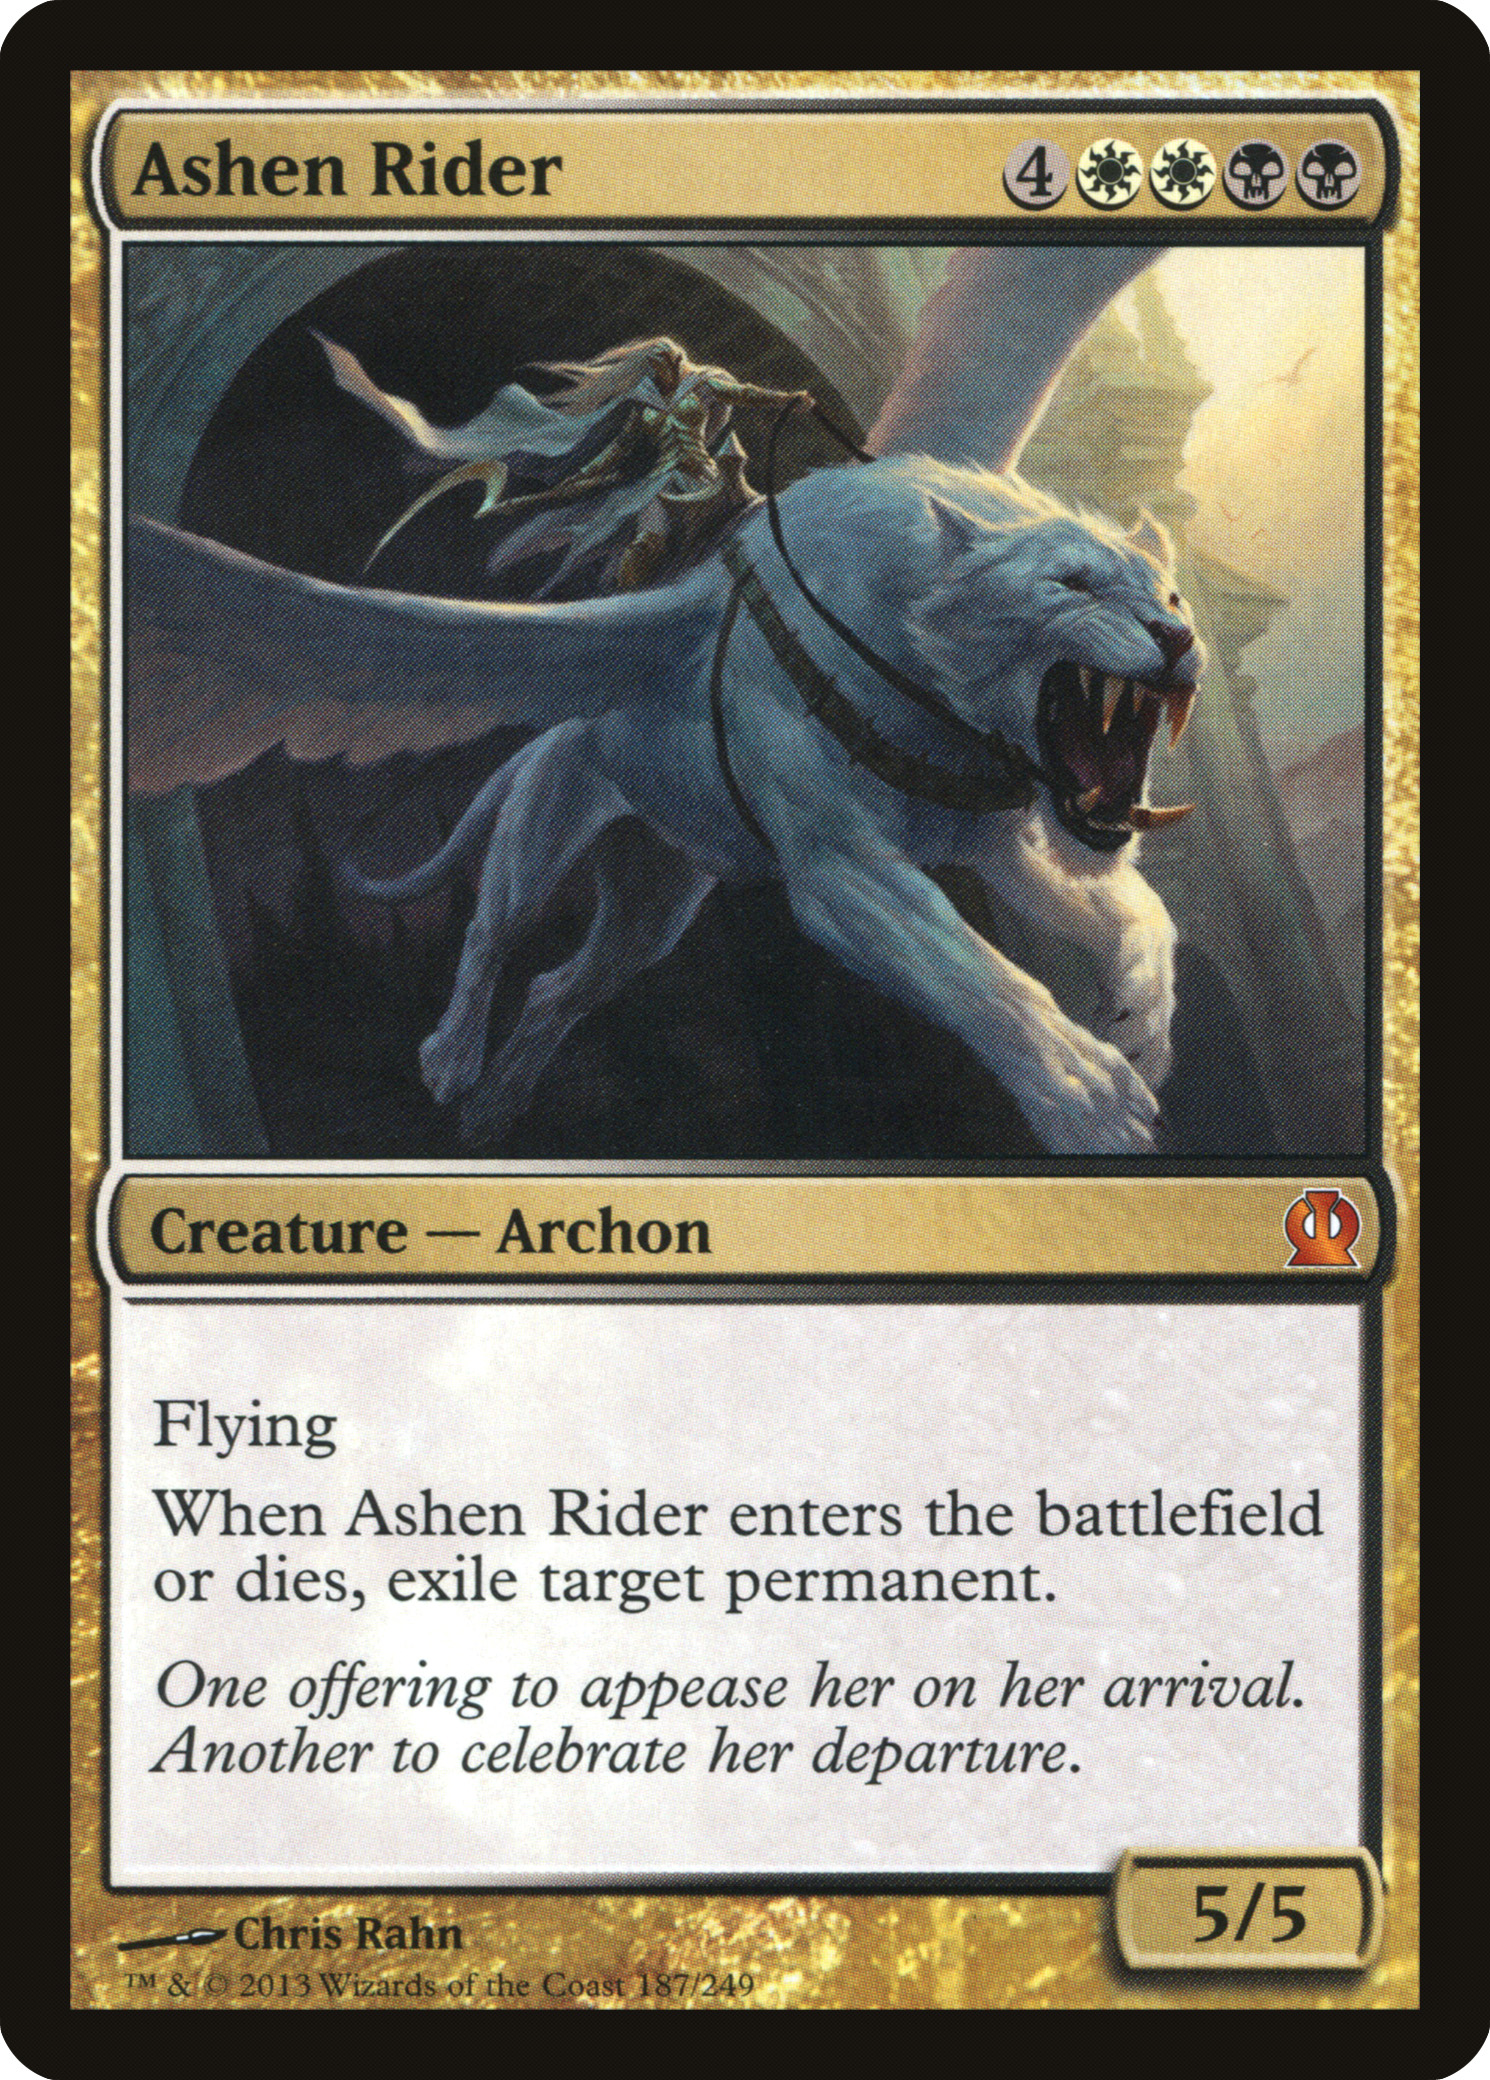 Ashen Rider 4
Creature — Archon
Flying
When Ashen Rider enters the battlefield
or dies, exile target permanent.
One offering to appease her on her arrival.
Another to celebrate her departure.
5/5
Chris Rahn
™ & © 2013 Wizards of the Coast 187/249